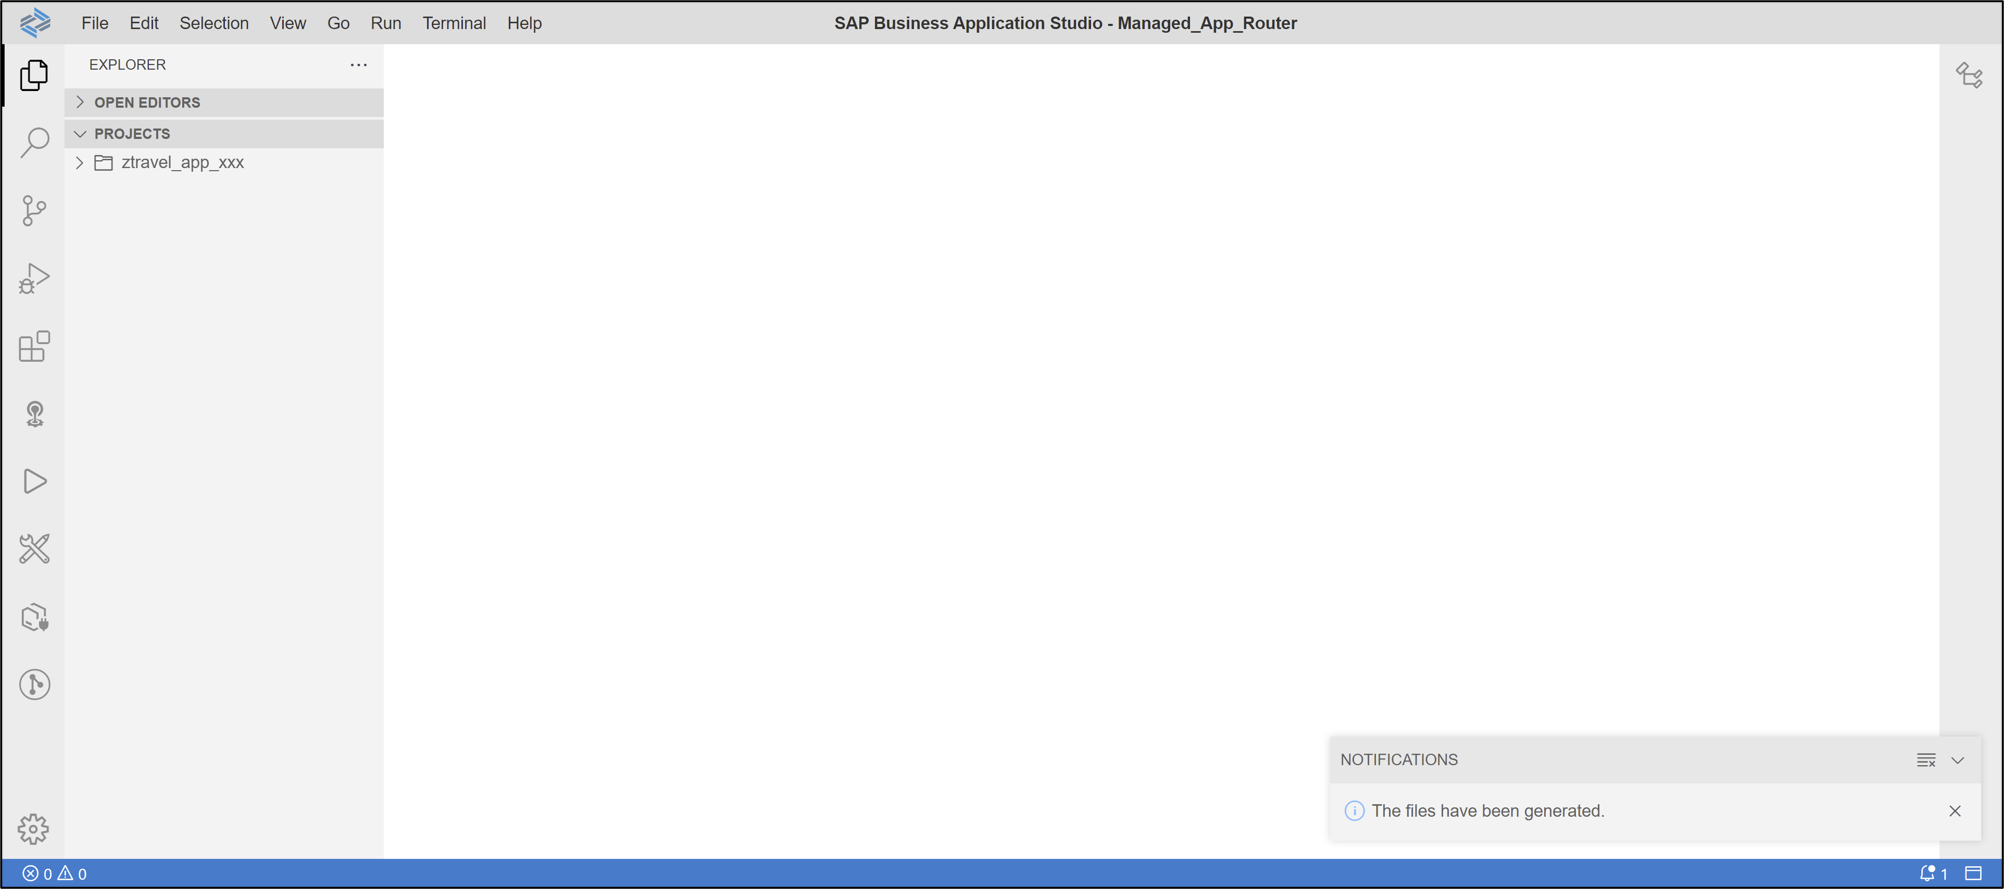 File Edit Selection View Go Run Terminal Help
SAP Business Application Studio - Managed_App_Router
EXPLORER
OPEN EDITORS
PROJECTS
ztravel_app_xxx
NOTIFICATIONS
The files have been generated.
0 0
1